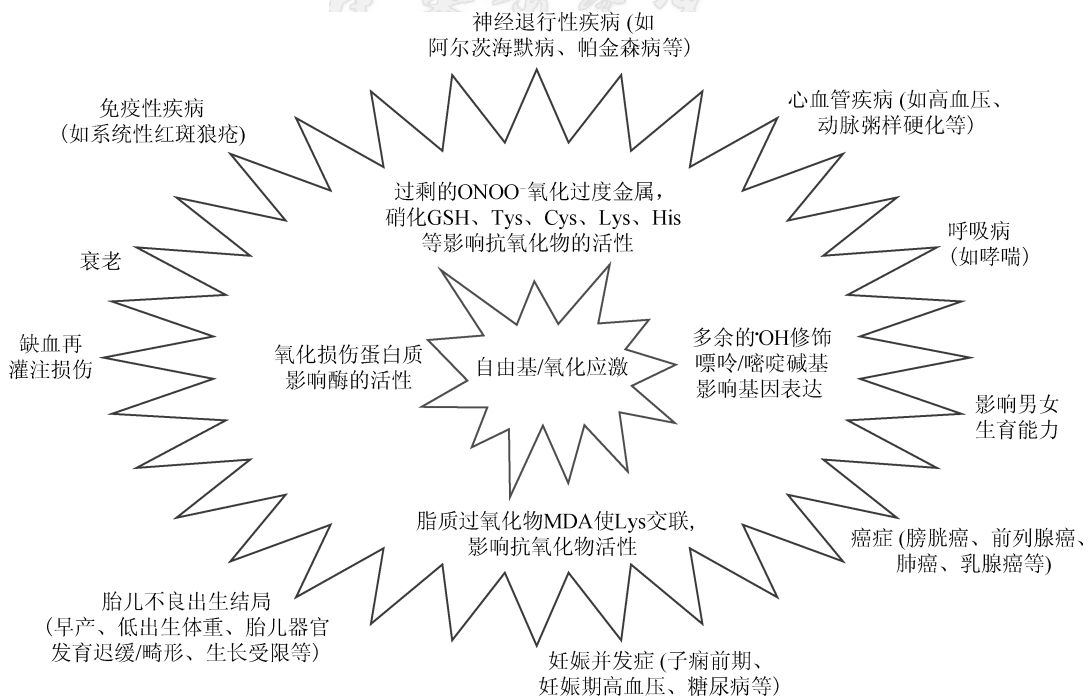 神经退行性疾病 (如
阿尔茨海默病、帕金森病等)
免疫性疾病
(如系统性红斑狼疮)
心血管疾病 (如高血压、
动脉粥样硬化等)
过剩的ONOO⁻氧化过度金属，
硝化GSH、Tys、Cys、Lys、His
等影响抗氧化物的活性
衰老
呼吸病
(如哮喘)
缺血再
灌注损伤
氧化损伤蛋白质
影响酶的活性
自由基/氧化应激
多余的•OH修饰
嘌呤/嘧啶碱基
影响基因表达
影响男女
生育能力
脂质过氧化物MDA使Lys交联,
影响抗氧化物活性
癌症 (膀胱癌、前列腺癌、
肺癌、乳腺癌等)
胎儿不良出生结局
(早产、低出生体重、胎儿器官
发育迟缓/畸形、生长受限等)
妊娠并发症 (子痫前期、
妊娠期高血压、糖尿病等)